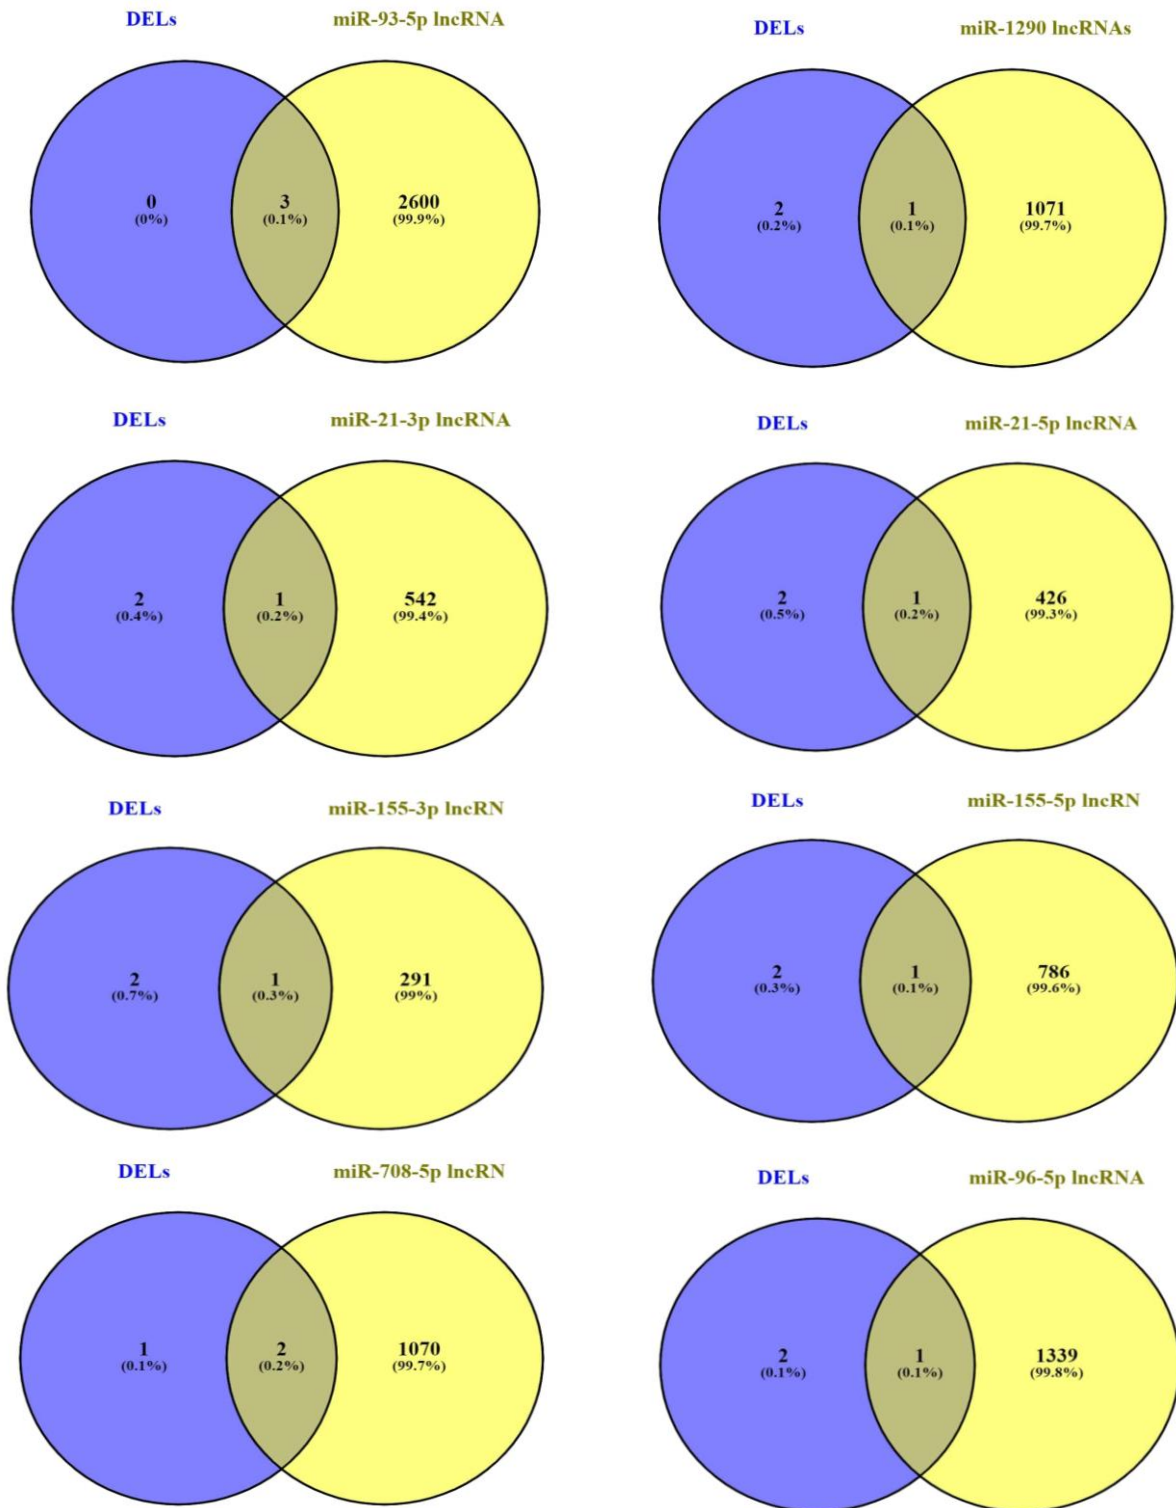 DELs miR-93-5p lncRNA
0 3 2600
(0%) (0.1%) (99.9%)
DELs miR-1290 lncRNAs
2 1 1071
(0.2%) (0.1%) (99.7%)
DELs miR-21-3p lncRNA
2 1 542
(0.4%) (0.2%) (99.4%)
DELs miR-21-5p lncRNA
2 1 426
(0.5%) (0.2%) (99.3%)
DELs miR-155-3p lncRN
2 1 291
(0.7%) (0.3%) (99%)
DELs miR-155-5p lncRN
2 1 786
(0.3%) (0.1%) (99.6%)
DELs miR-708-5p lncRN
1 2 1070
(0.1%) (0.2%) (99.7%)
DELs miR-96-5p lncRNA
2 1 1339
(0.1%) (0.1%) (99.8%)